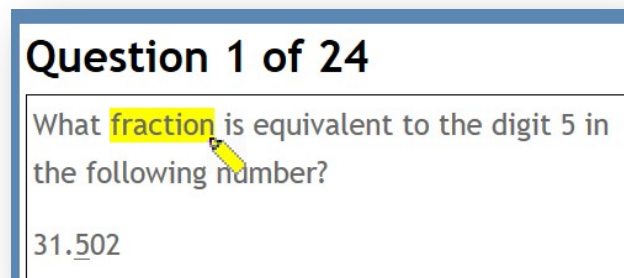 Question 1 of 24
What fraction is equivalent to the digit 5 in
the following number?
31.502